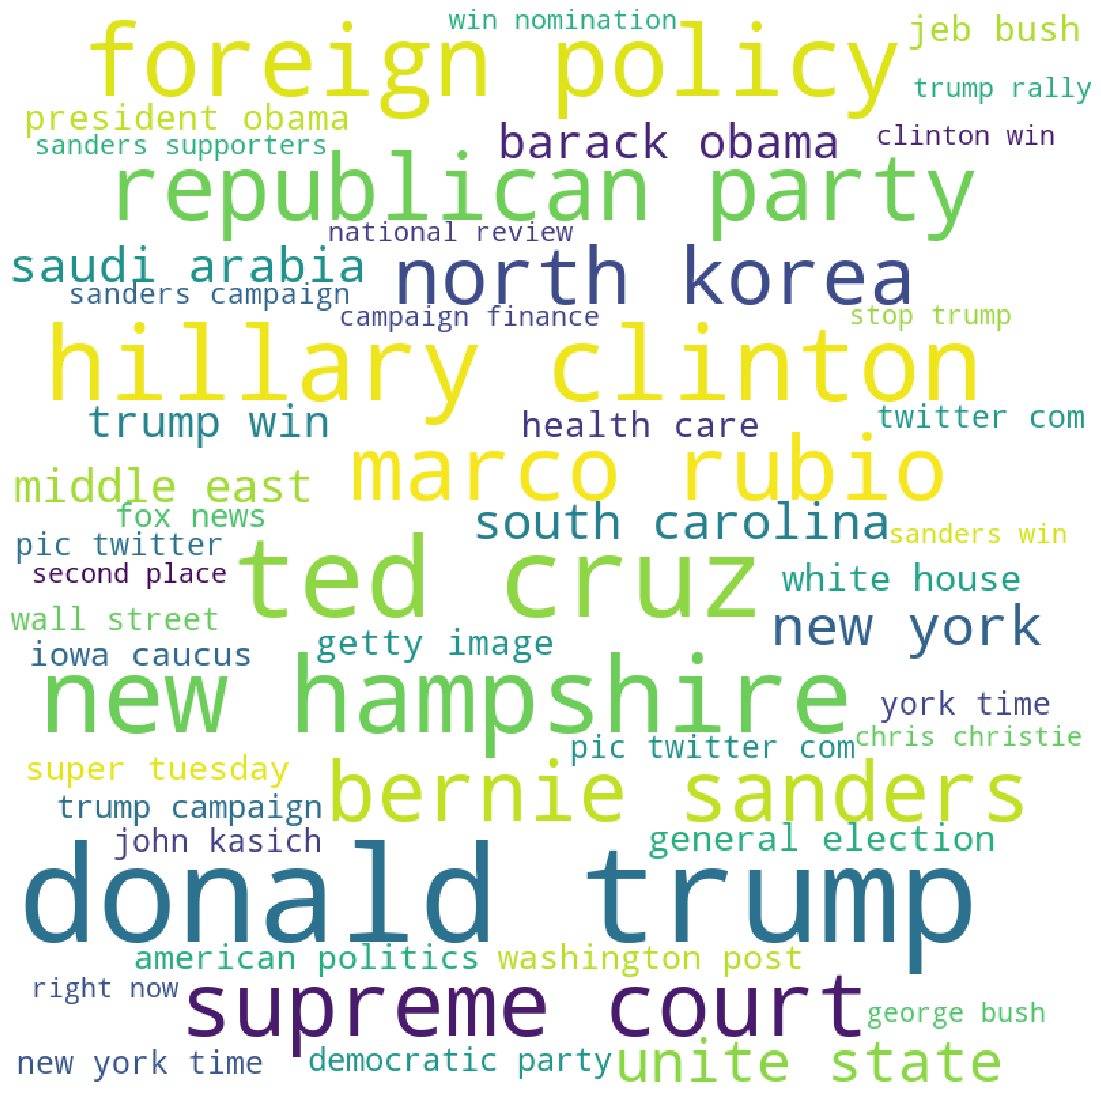 win nomination
foreign policy
jeb bush
trump rally
president obama
barack obama
clinton win
sanders supporters
republican party
national review
saudi arabia
north korea
sanders campaign
campaign finance
stop trump
hillary clinton
trump win
health care
twitter com
marco rubio
middle east
fox news
south carolina
sanders win
pic twitter
ted cruz
second place
white house
wall street
new york
getty image
iowa caucus
new hampshire
york time
pic twitter com
chris christie
super tuesday
bernie sanders
trump campaign
john kasich
general election
donald trump
american politics
washington post
right now
supreme court
george bush
new york time
democratic party
unite state